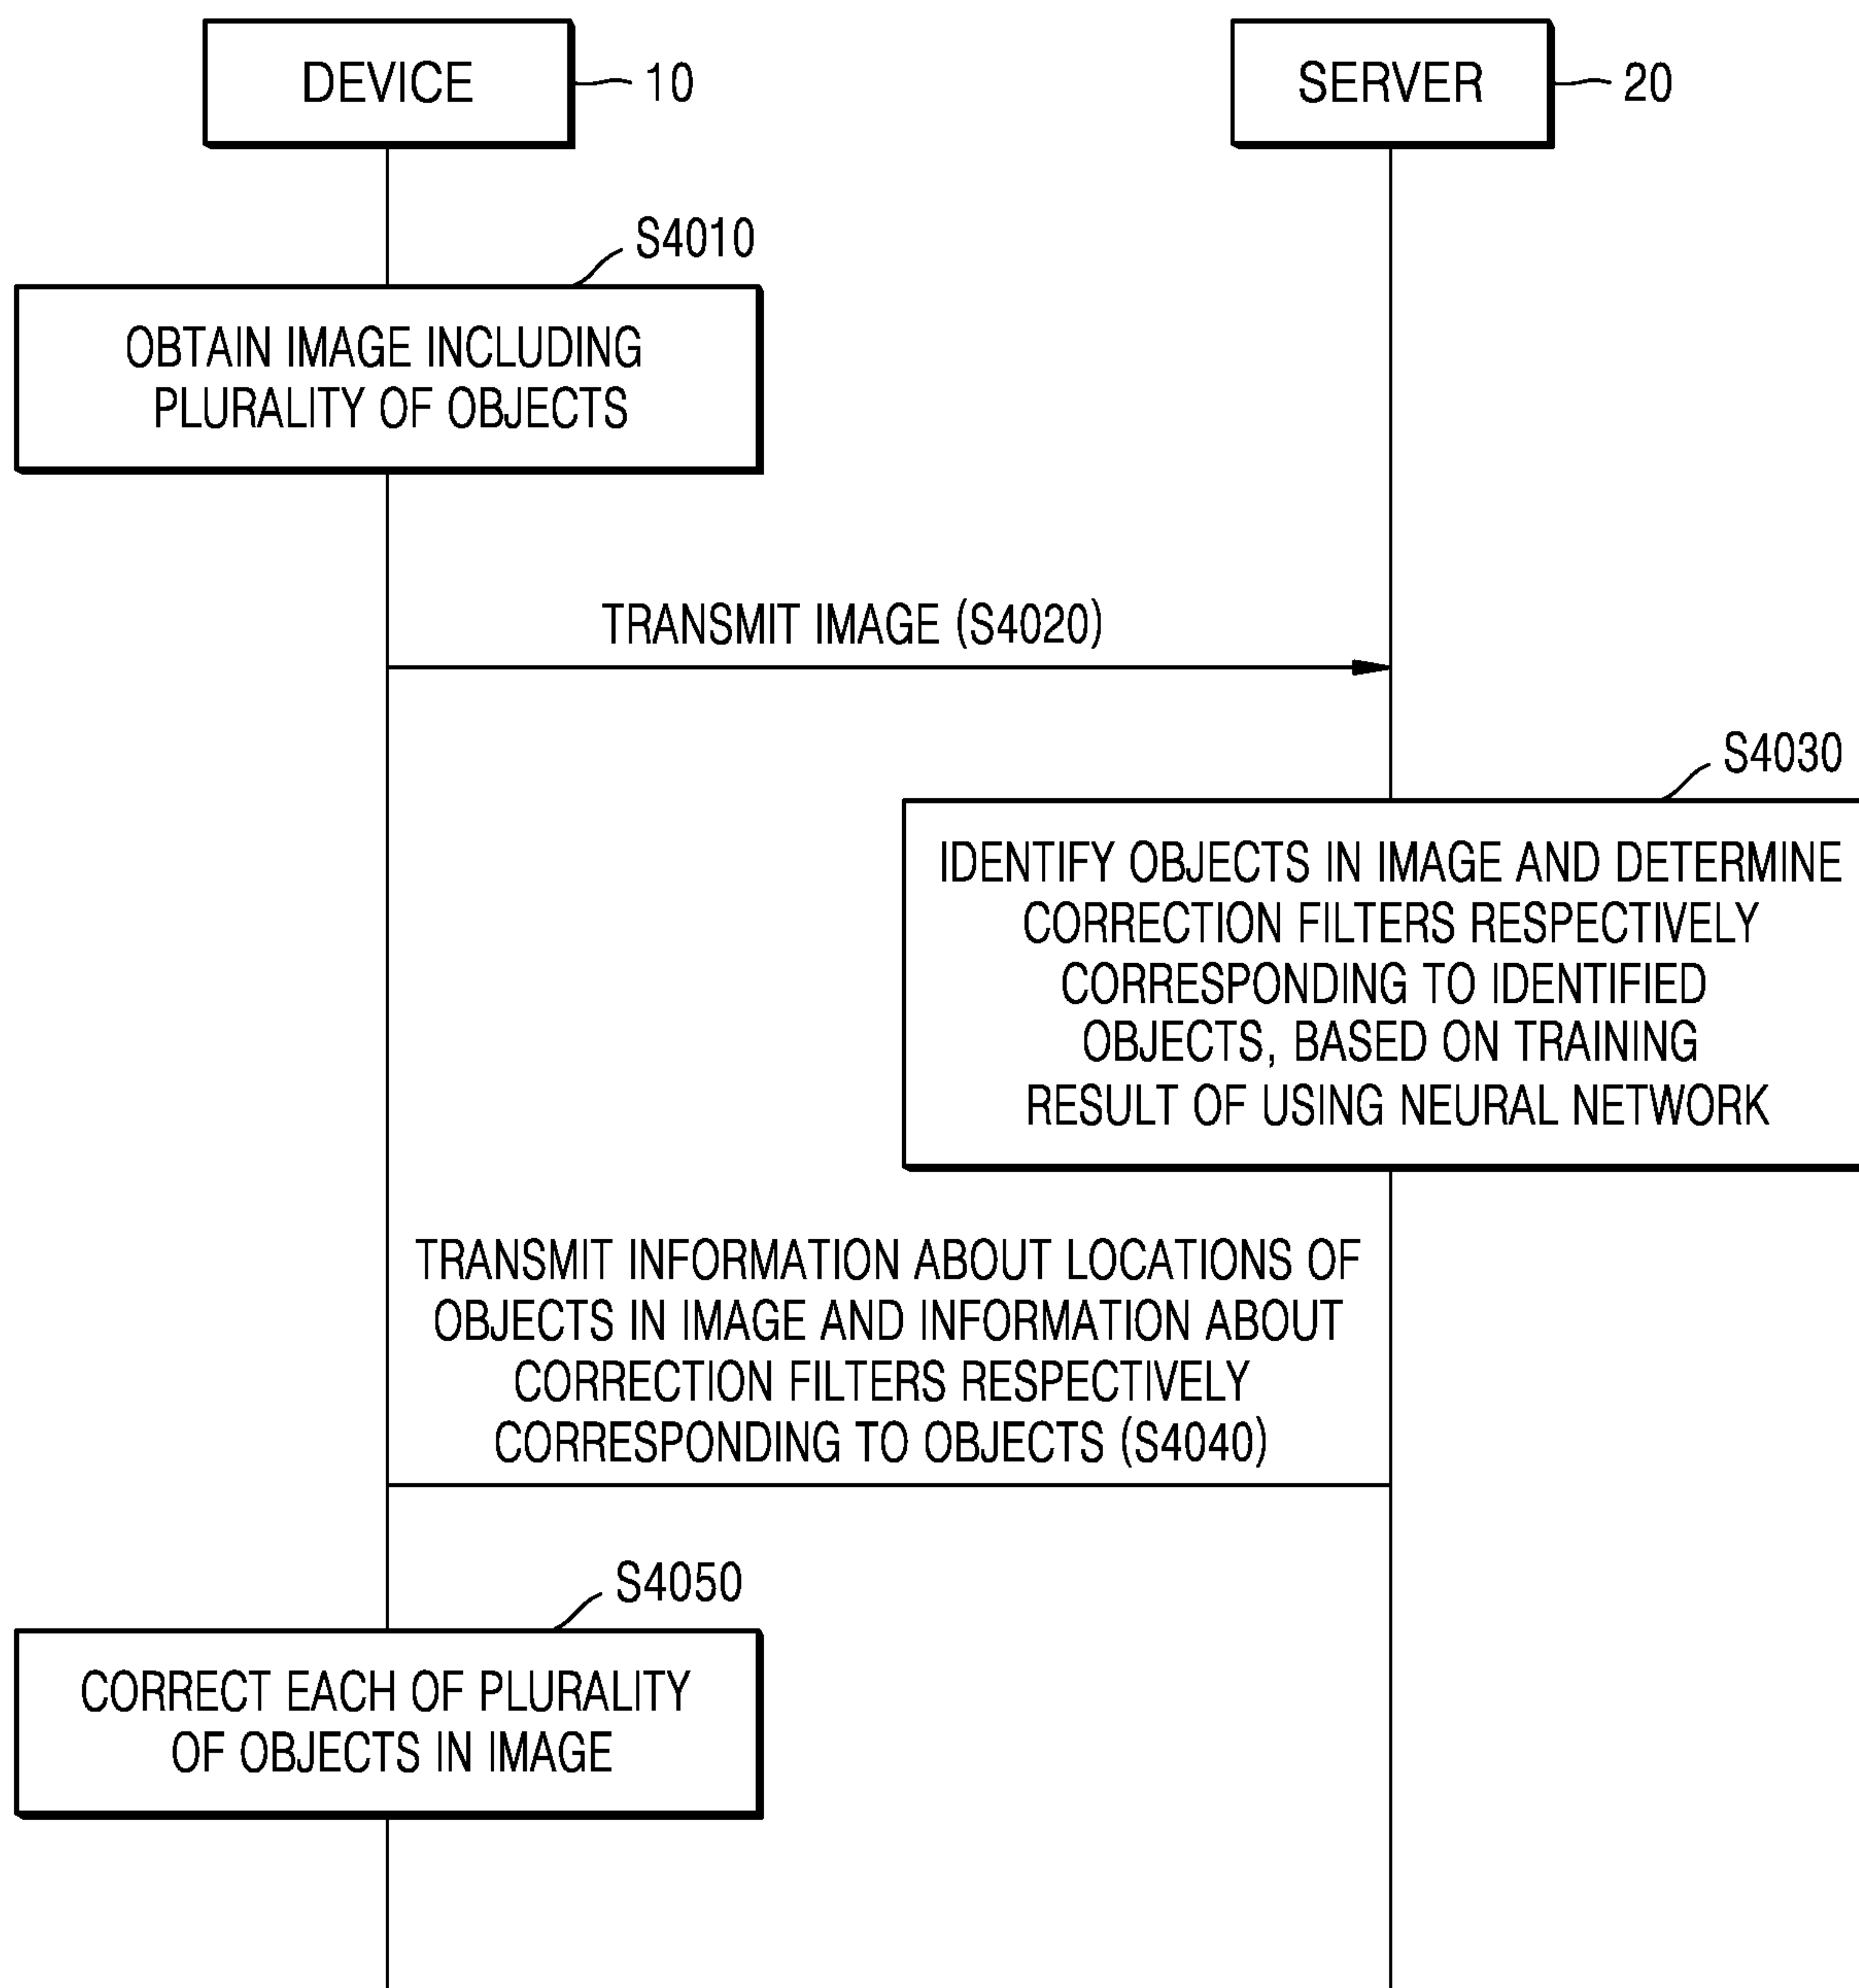 DEVICE
10
SERVER
20
S4010
OBTAIN IMAGE INCLUDING
PLURALITY OF OBJECTS
TRANSMIT IMAGE (S4020)
S4030
IDENTIFY OBJECTS IN IMAGE AND DETERMINE
CORRECTION FILTERS RESPECTIVELY
CORRESPONDING TO IDENTIFIED
OBJECTS, BASED ON TRAINING
RESULT OF USING NEURAL NETWORK
TRANSMIT INFORMATION ABOUT LOCATIONS OF
OBJECTS IN IMAGE AND INFORMATION ABOUT
CORRECTION FILTERS RESPECTIVELY
CORRESPONDING TO OBJECTS (S4040)
S4050
CORRECT EACH OF PLURALITY
OF OBJECTS IN IMAGE